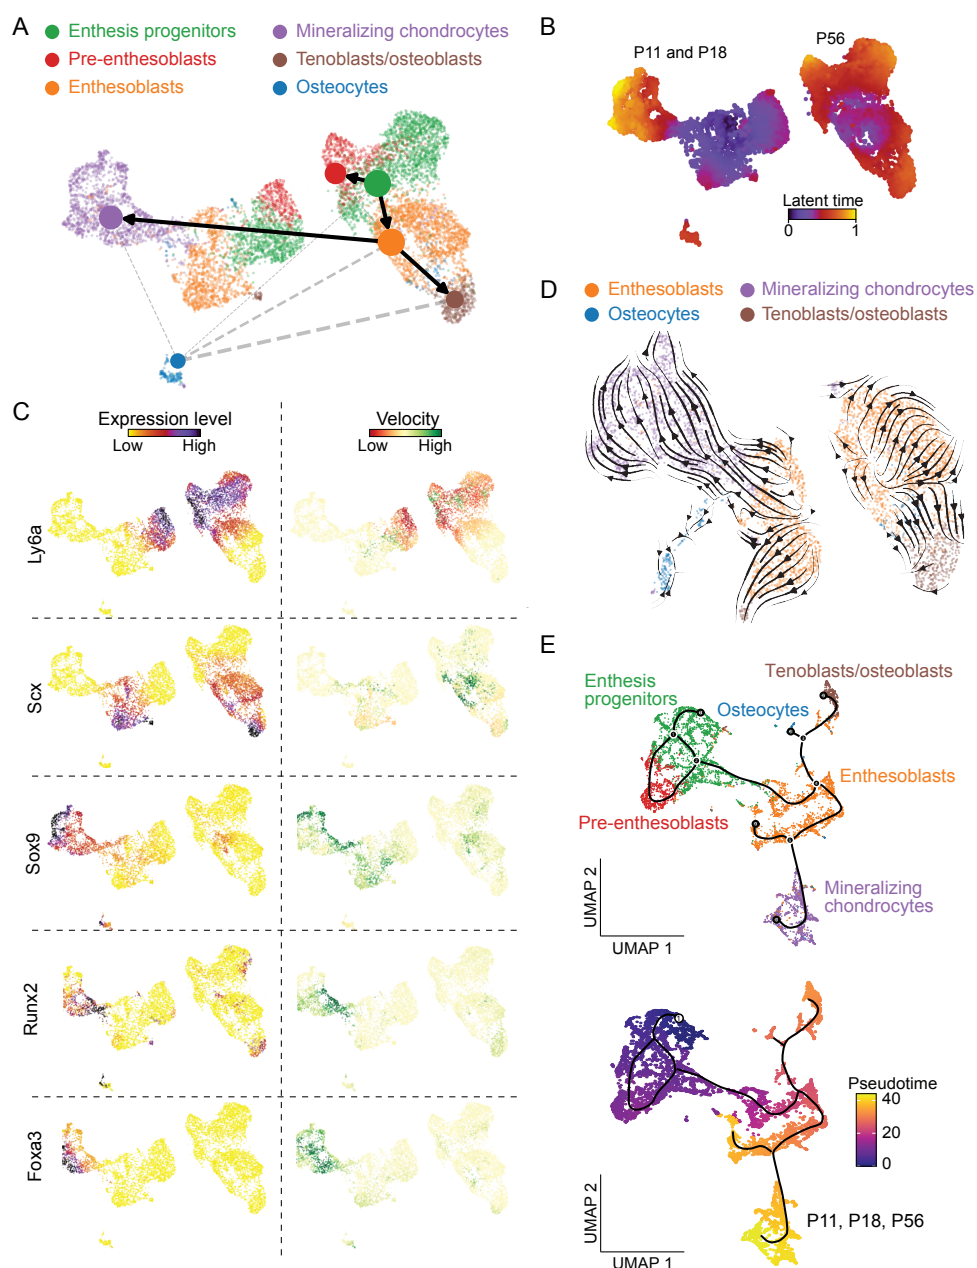 A
Enthesis progenitors
Pre-enthesoblasts
Enthesoblasts
Mineralizing chondrocytes
Tenoblasts/osteoblasts
Osteocytes
B
P11 and P18
P56
Latent time
0 1
C
Expression level
Low High
Velocity
Low High
Ly6a
Scx
Sox9
Runx2
Foxa3
D
Enthesoblasts
Osteocytes
Mineralizing chondrocytes
Tenoblasts/osteoblasts
E
Tenoblasts/osteoblasts
Enthesis
progenitors
Osteocytes
Enthesoblasts
Pre-enthesoblasts
Mineralizing
chondrocytes
UMAP 2
UMAP 1
Pseudotime
40
20
0
P11, P18, P56
UMAP 2
UMAP 1